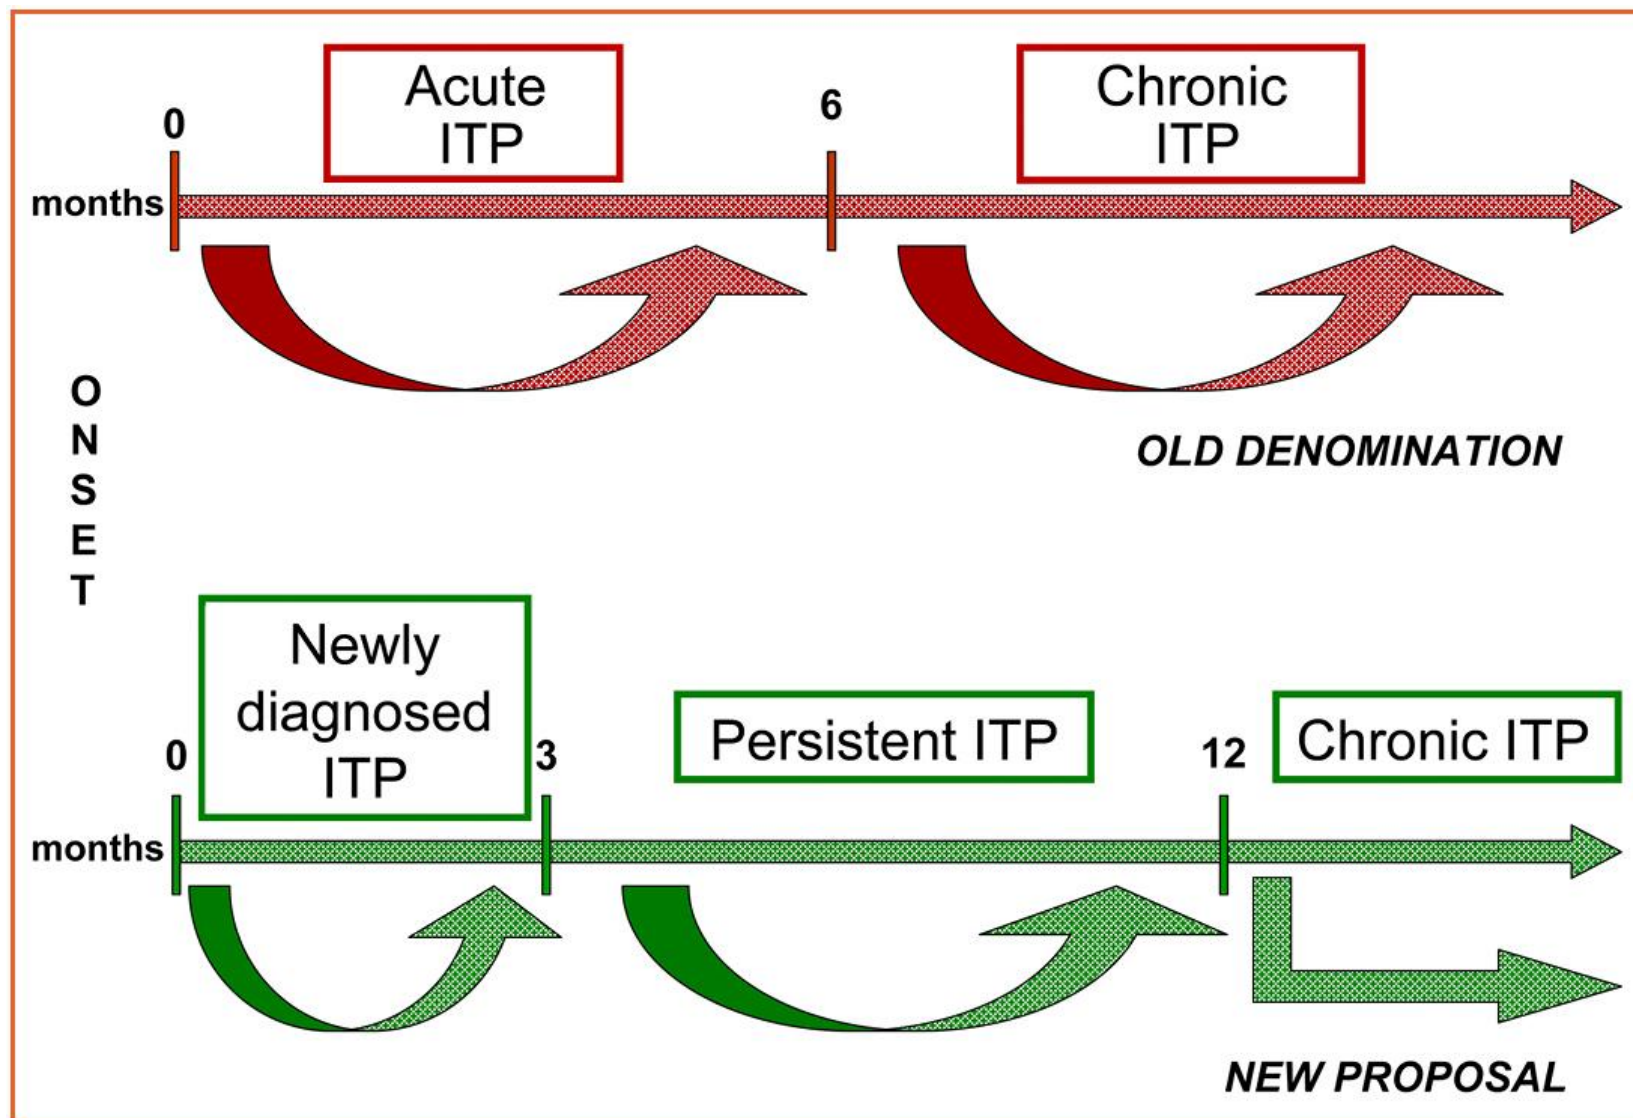 0
Acute
ITP
6
Chronic
ITP
months
ONSET
OLD DENOMINATION
Newly
diagnosed
ITP
0
3
Persistent ITP
12
Chronic ITP
months
NEW PROPOSAL